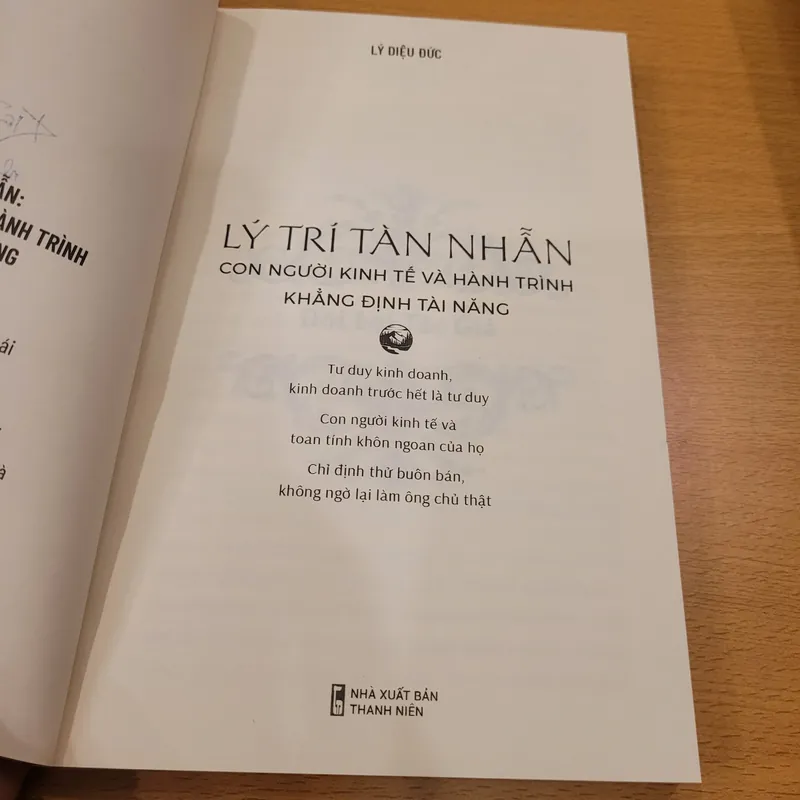 ẪN:
ÀNH TRÌNH
NG
ái
à
LÝ DIỆU ĐỨC
LÝ TRÍ TÀN NHẪN
CON NGƯỜI KINH TẾ VÀ HÀNH TRÌNH
KHẲNG ĐỊNH TÀI NĂNG
Tư duy kinh doanh,
kinh doanh trước hết là tư duy
Con người kinh tế và
toan tính khôn ngoan của họ
Chỉ định thử buôn bán,
không ngờ lại làm ông chủ thật
NHÀ XUẤT BẢN
THANH NIÊN